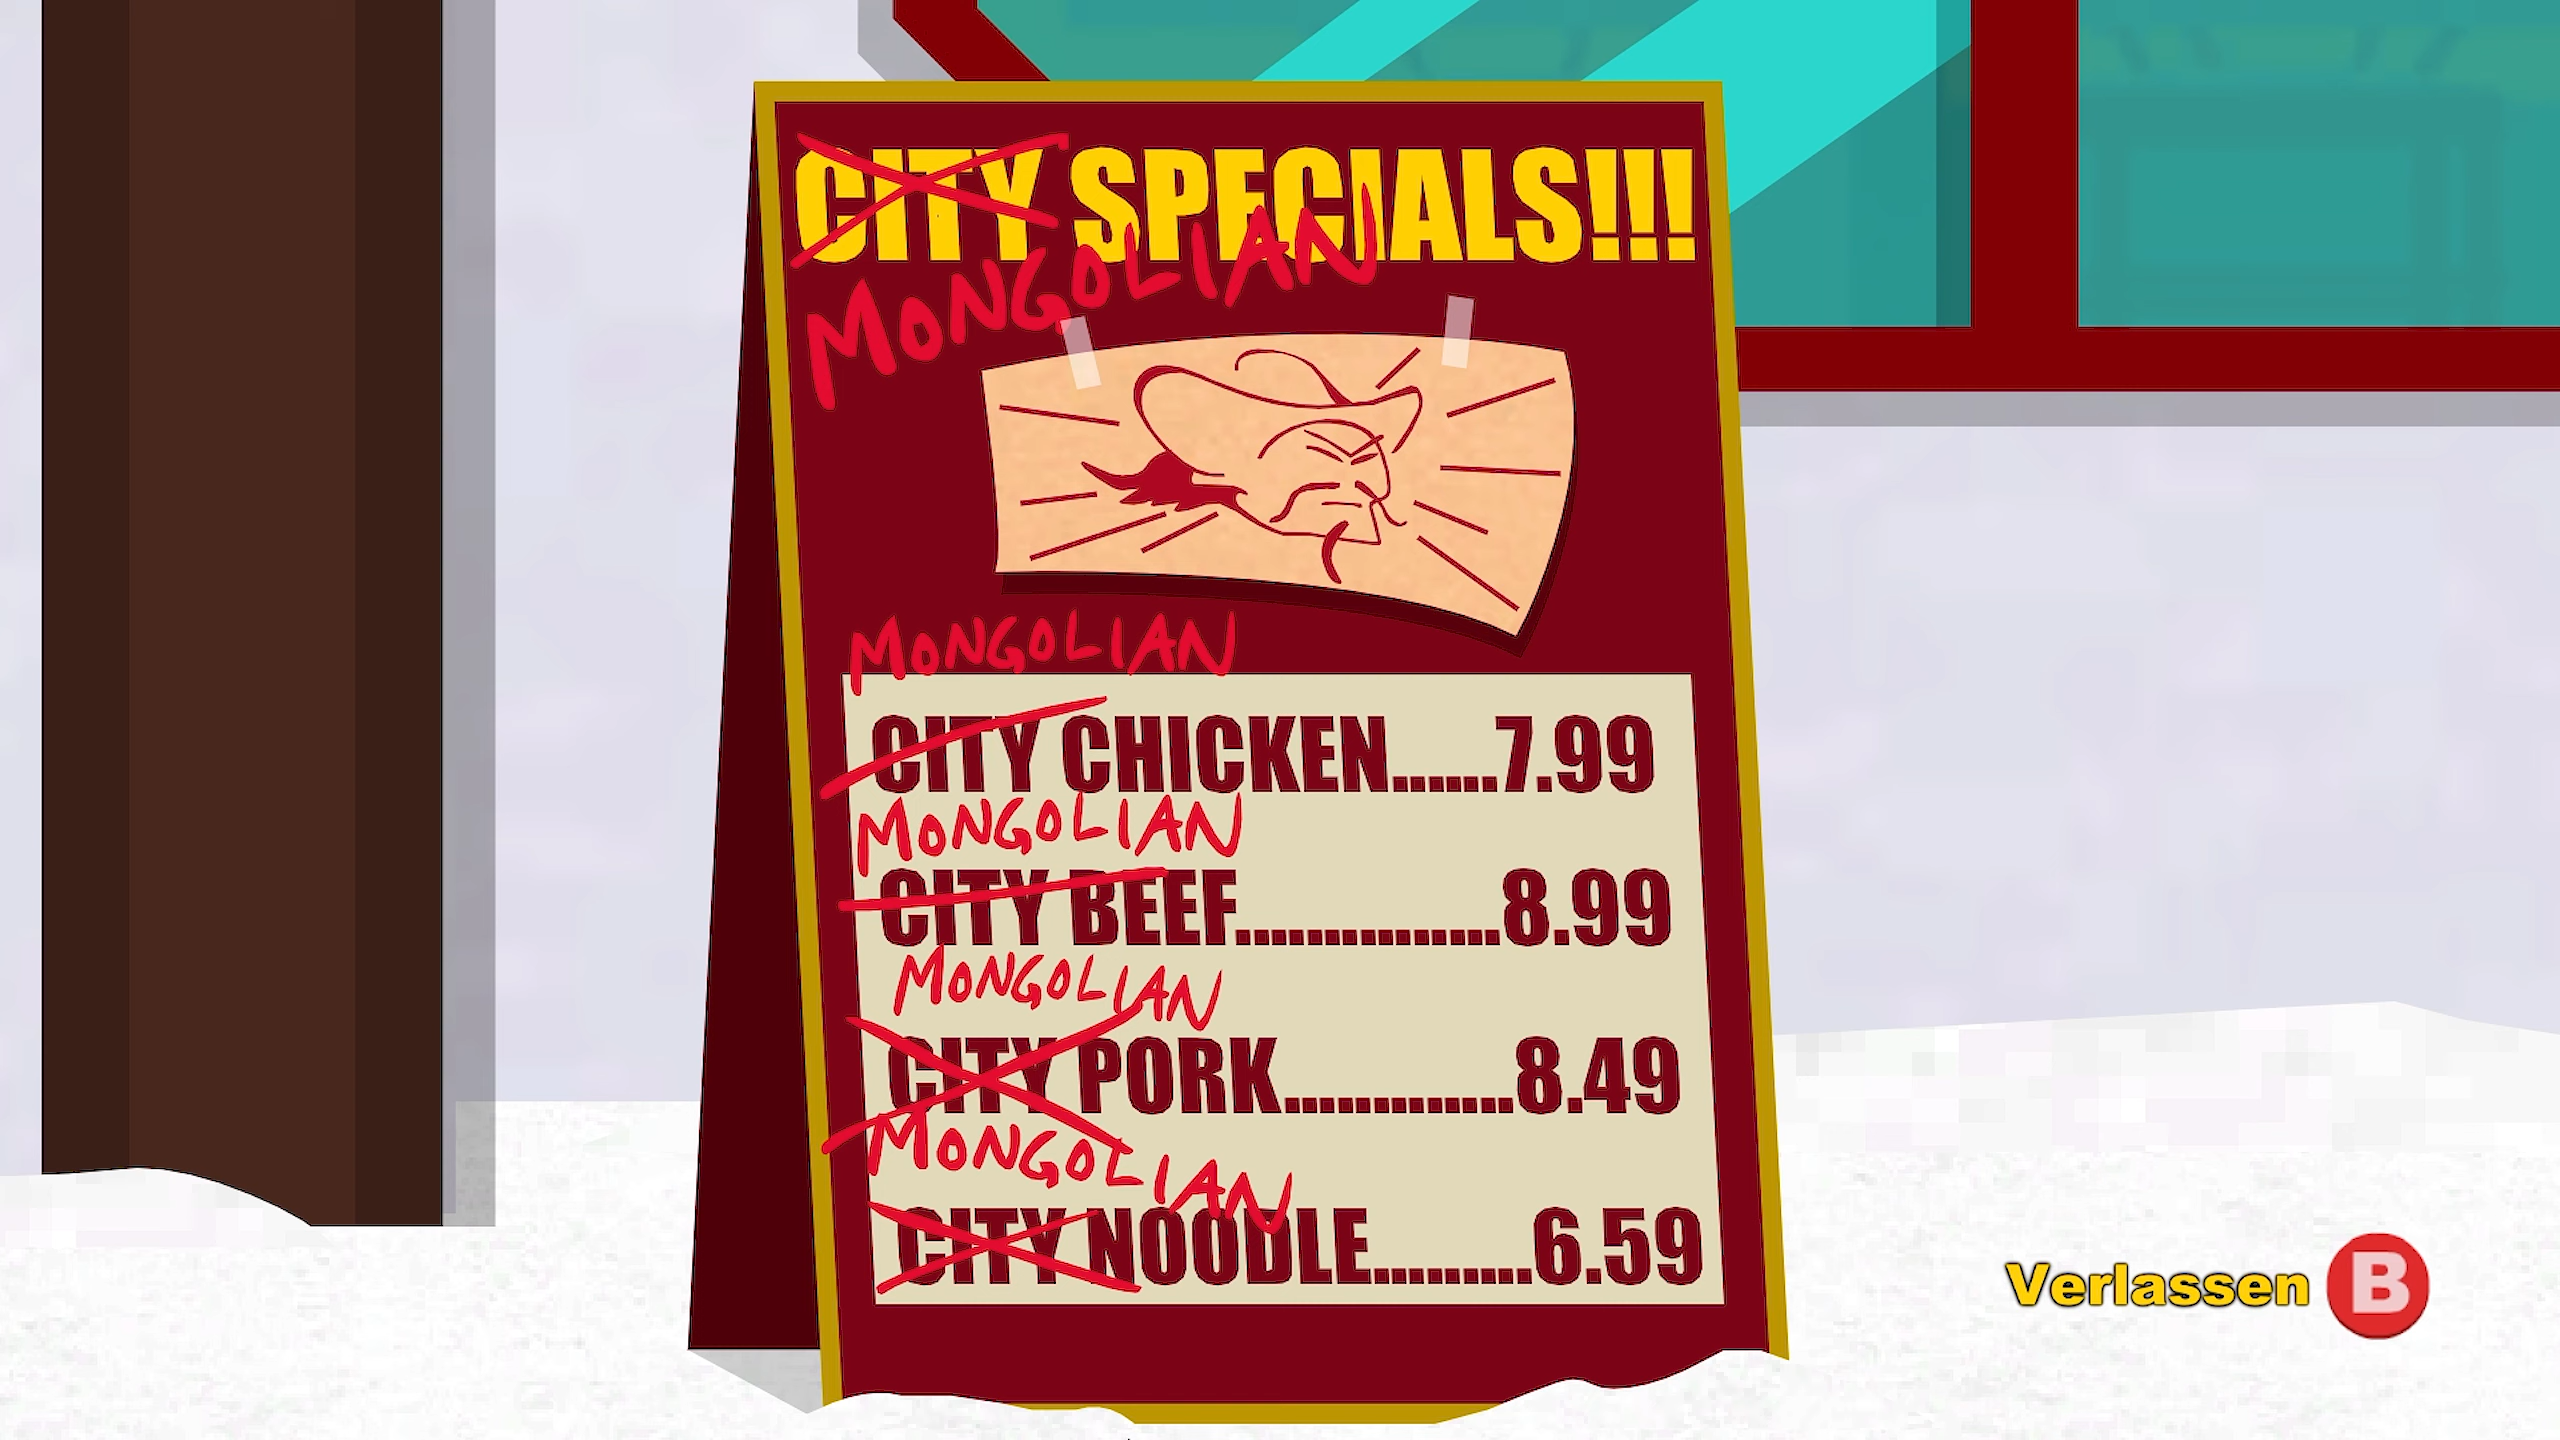 CITY SPECIALS!!!
MONGOLIAN
MONGOLIAN
CITY CHICKEN......7.99
MONGOLIAN
CITY BEEF...............8.99
MONGOLIAN
CITY PORK.............8.49
MONGOLIAN
CITY NOODLE.........6.59
Verlassen B